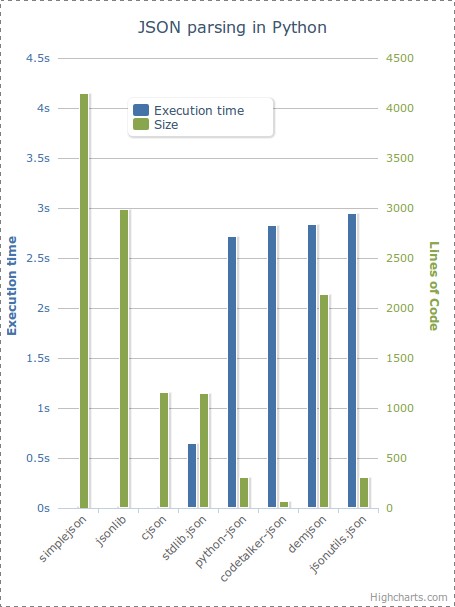 JSON parsing in Python
4.5s
4s
3.5s
3s
2.5s
2s
1.5s
1s
0.5s
0s
Execution time
4500
4000
3500
3000
2500
2000
1500
1000
500
0
Lines of Code
Execution time
Size
simplejson
jsonlib
cjson
stdlib.json
python-json
codetalker-json
demjson
jsonutils.json
Highcharts.com